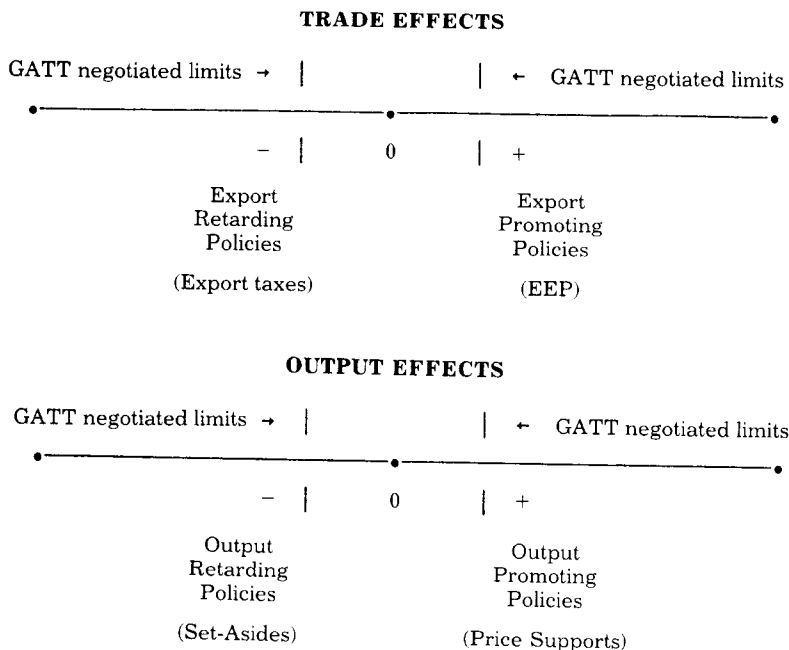 TRADE EFFECTS
GATT negotiated limits → | | ← GATT negotiated limits
− | 0 | +
Export Export
Retarding Promoting
Policies Policies
(Export taxes) (EEP)
OUTPUT EFFECTS
GATT negotiated limits → | | ← GATT negotiated limits
− | 0 | +
Output Output
Retarding Promoting
Policies Policies
(Set-Asides) (Price Supports)